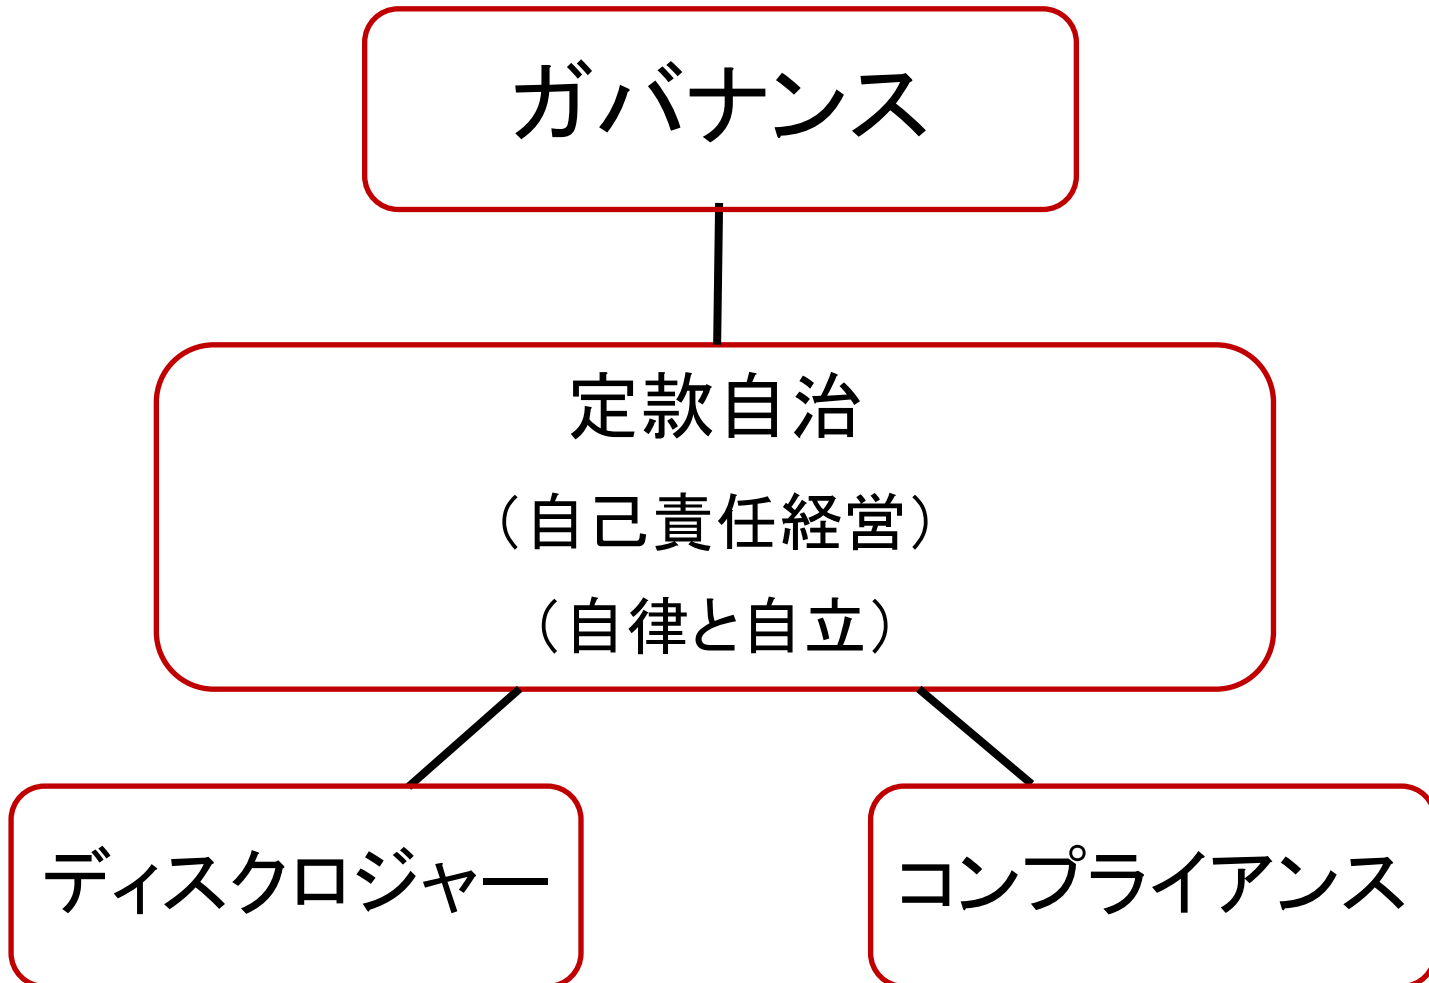 ガバナンス
定款自治
（自己責任経営）
（自律と自立）
ディスクロジャー
コンプライアンス